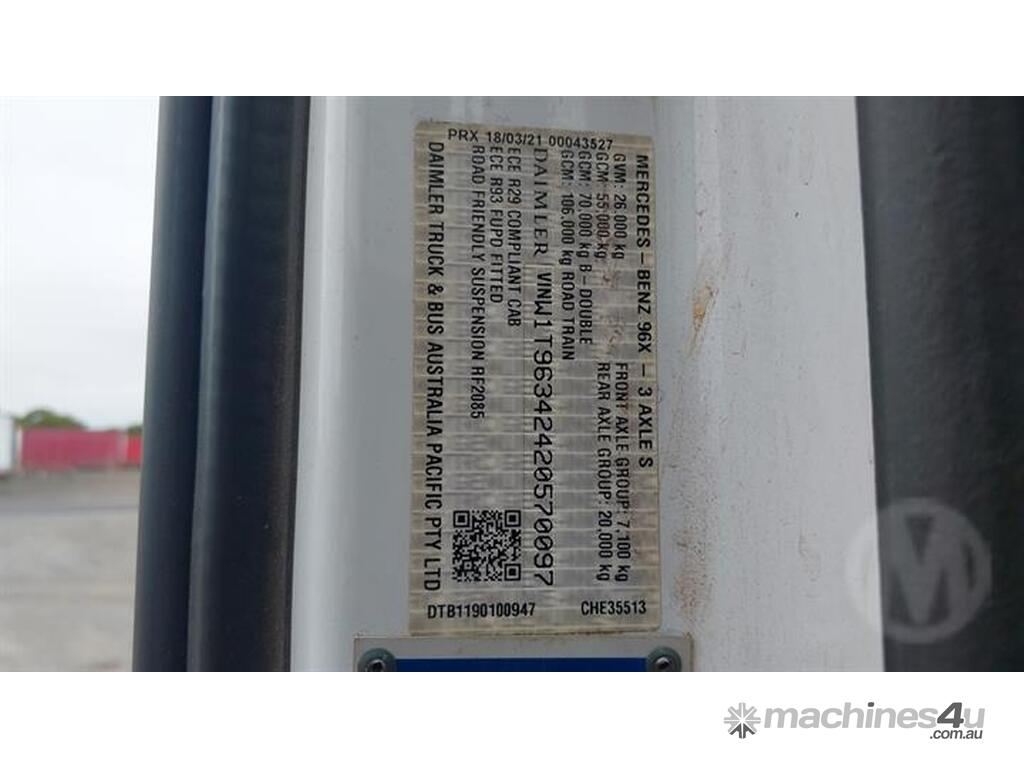 PRX 18/03/21 00043527
MERCEDES-BENZ 96X - 3 AXLE S
GVM: 26,000 kg FRONT AXLE GROUP: 7,100 kg
GCM: 55,000 kg REAR AXLE GROUP: 20,000 kg
GCM: 70,000 kg B-DOUBLE
GCM: 106,000 kg ROAD TRAIN
DAIMLER VNW1T96342420570097
ECE R29 COMPLIANT CAB
ECE R93 FUPD FITTED
ROAD FRIENDLY SUSPENSION RF2085
DAIMLER TRUCK & BUS AUSTRALIA PACIFIC PTY LTD
DTB1190100947 CHE35513
M
machines4u
.com.au